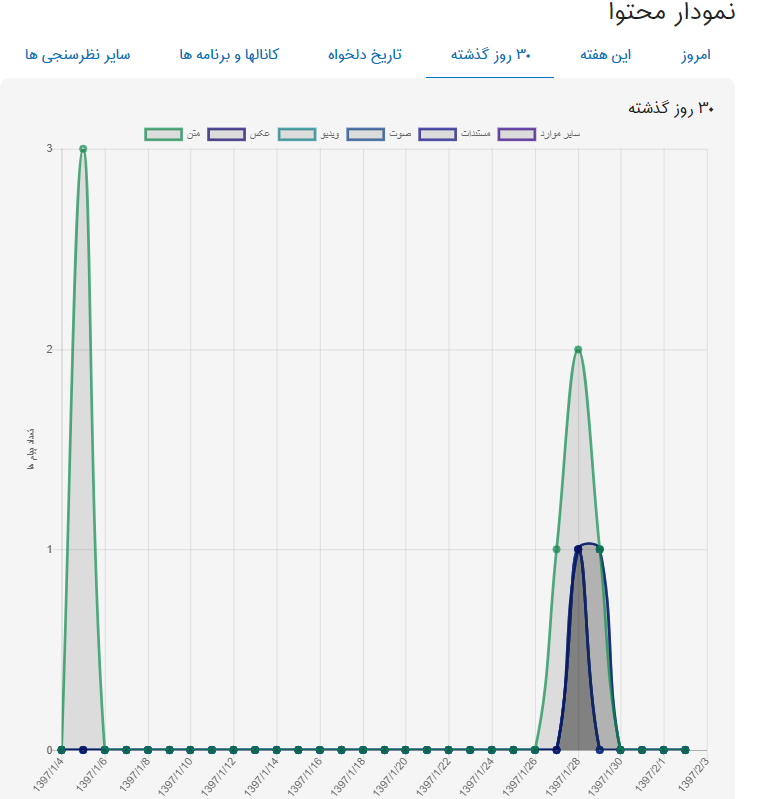 نمودار محتوا
امروز این هفته ۳۰ روز گذشته تاریخ دلخواه کانالها و برنامه ها سایر نظرسنجی ها
۳۰ روز گذشته
متن عکس ویدیو صوت مستندات سایر موارد
3
2
تعداد پیام ها
1
0
1397/1/4 1397/1/6 1397/1/8 1397/1/10 1397/1/12 1397/1/14 1397/1/16 1397/1/18 1397/1/20 1397/1/22 1397/1/24 1397/1/26 1397/1/28 1397/1/30 1397/2/1 1397/2/3